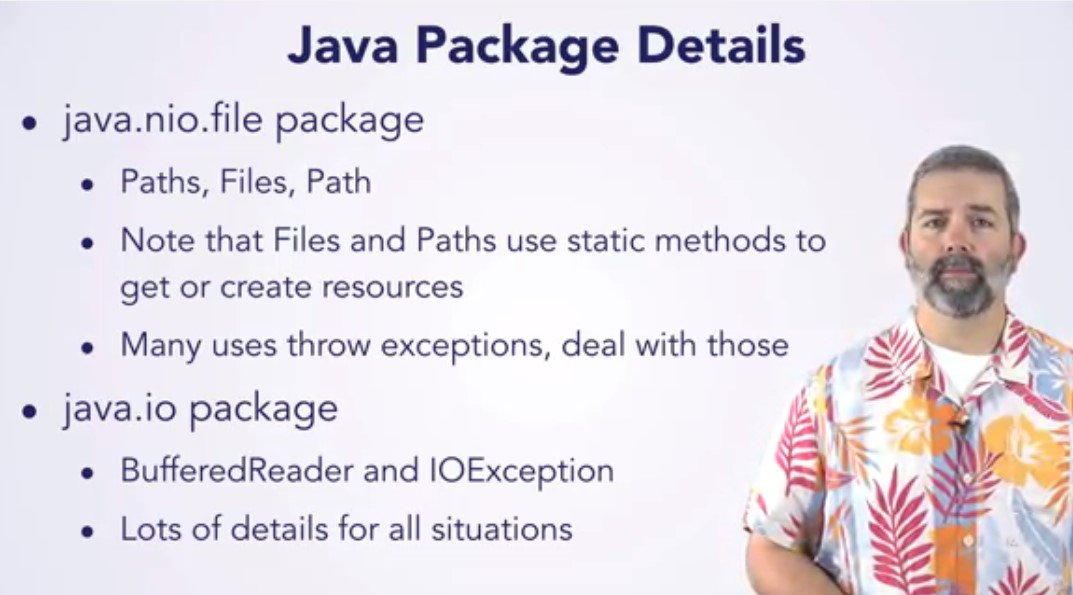 Java Package Details
• java.nio.file package
• Paths, Files, Path
• Note that Files and Paths use static methods to
get or create resources
• Many uses throw exceptions, deal with those
• java.io package
• BufferedReader and IOException
• Lots of details for all situations